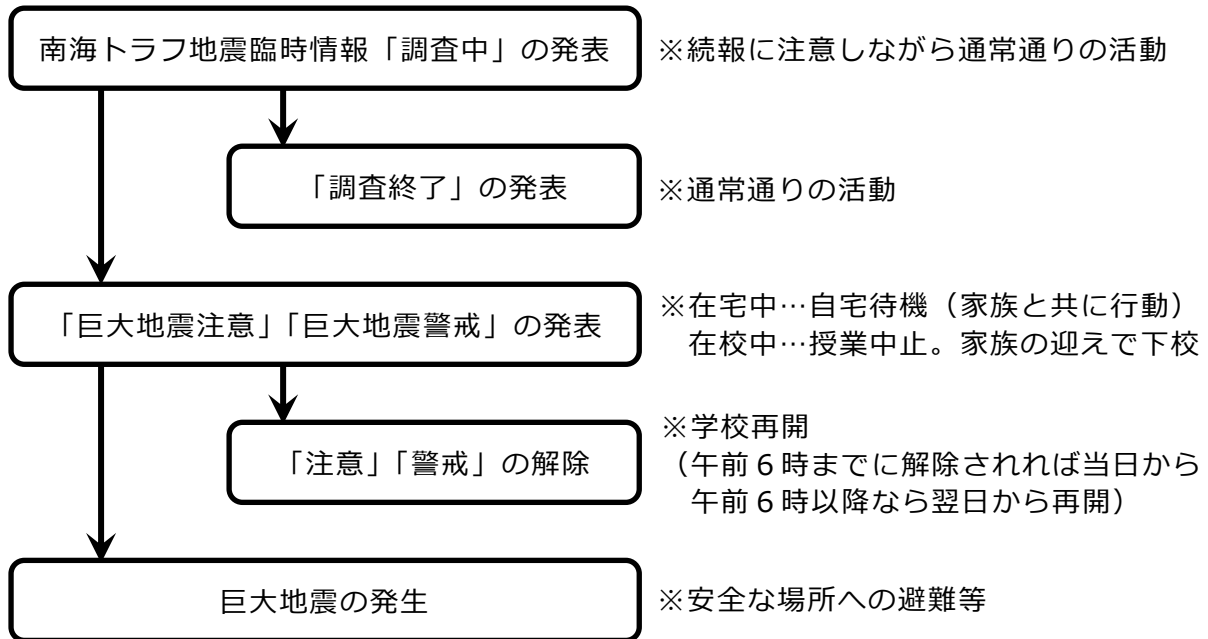 南海トラフ地震臨時情報「調査中」の発表
※続報に注意しながら通常通りの活動
「調査終了」の発表
※通常通りの活動
「巨大地震注意」「巨大地震警戒」の発表
※在宅中…自宅待機（家族と共に行動）
在校中…授業中止。家族の迎えで下校
「注意」「警戒」の解除
※学校再開
（午前６時までに解除されれば当日から
午前６時以降なら翌日から再開）
巨大地震の発生
※安全な場所への避難等